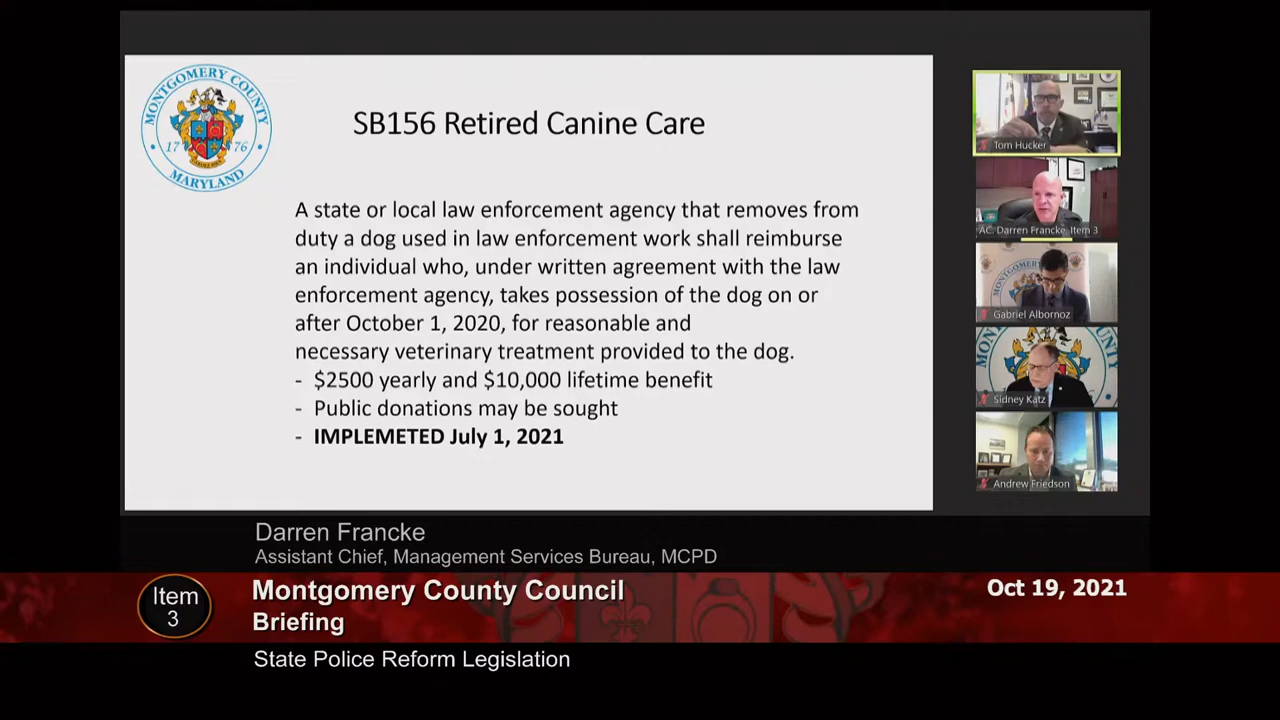 MONTGOMERY COUNTY
17 76
MARYLAND
SB156 Retired Canine Care
A state or local law enforcement agency that removes from
duty a dog used in law enforcement work shall reimburse
an individual who, under written agreement with the law
enforcement agency, takes possession of the dog on or
after October 1, 2020, for reasonable and
necessary veterinary treatment provided to the dog.
- $2500 yearly and $10,000 lifetime benefit
- Public donations may be sought
- IMPLEMETED July 1, 2021
Tom Hucker
AC. Darren Francke, Item 3
Gabriel Albornoz
Sidney Katz
Andrew Friedson
Darren Francke
Assistant Chief, Management Services Bureau, MCPD
Item
3
Montgomery County Council
Briefing
Oct 19, 2021
State Police Reform Legislation